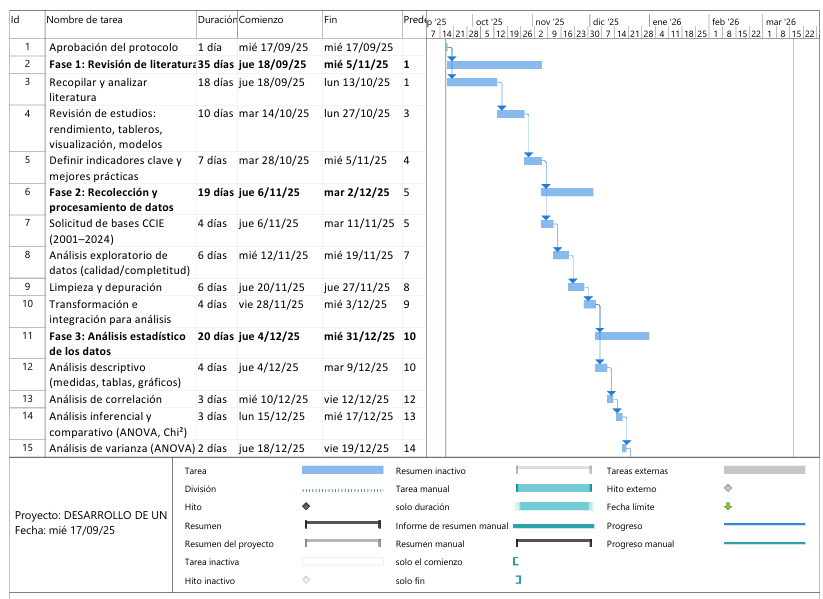 Id Nombre de tarea Duración Comienzo Fin Prede
p '25 oct '25 nov '25 dic '25 ene '26 feb '26 mar '26
7 14 21 28 5 12 19 26 2 9 16 23 30 7 14 21 28 4 11 18 25 1 8 15 22 1 8 15 22
1 Aprobación del protocolo 1 día mié 17/09/25 mié 17/09/25
2 Fase 1: Revisión de literatura 35 días jue 18/09/25 mié 5/11/25 1
3 Recopilar y analizar 18 días jue 18/09/25 lun 13/10/25 1
literatura
4 Revisión de estudios: 10 días mar 14/10/25 lun 27/10/25 3
rendimiento, tableros,
visualización, modelos
5 Definir indicadores clave y 7 días mar 28/10/25 mié 5/11/25 4
mejores prácticas
6 Fase 2: Recolección y 19 días jue 6/11/25 mar 2/12/25 5
procesamiento de datos
7 Solicitud de bases CCIE 4 días jue 6/11/25 mar 11/11/25 5
(2001–2024)
8 Análisis exploratorio de 6 días mié 12/11/25 mié 19/11/25 7
datos (calidad/completitud)
9 Limpieza y depuración 6 días jue 20/11/25 jue 27/11/25 8
10 Transformación e 4 días vie 28/11/25 mié 3/12/25 9
integración para análisis
11 Fase 3: Análisis estadístico 20 días jue 4/12/25 mié 31/12/25 10
de los datos
12 Análisis descriptivo 4 días jue 4/12/25 mar 9/12/25 10
(medidas, tablas, gráficos)
13 Análisis de correlación 3 días mié 10/12/25 vie 12/12/25 12
14 Análisis inferencial y 3 días lun 15/12/25 mié 17/12/25 13
comparativo (ANOVA, Chi²)
15 Análisis de varianza (ANOVA) 2 días jue 18/12/25 vie 19/12/25 14
Proyecto: DESARROLLO DE UN
Fecha: mié 17/09/25
Tarea
División
Hito
Resumen
Resumen del proyecto
Tarea inactiva
Hito inactivo
Resumen inactivo
Tarea manual
solo duración
Informe de resumen manual
Resumen manual
solo el comienzo
solo fin
Tareas externas
Hito externo
Fecha límite
Progreso
Progreso manual